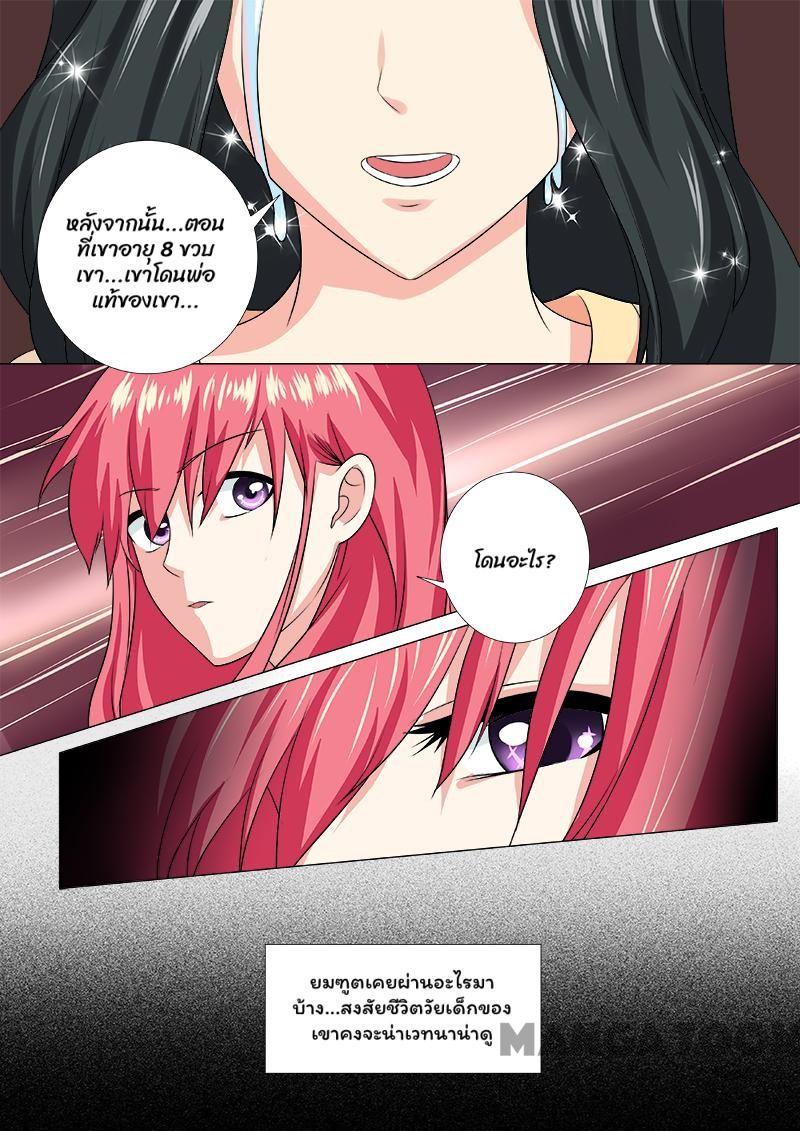 หลังจากนั้น...ตอน
ที่เขาอายุ 8 ขวบ
เขา...เขาโดนพ่อ
แท้ของเขา...
โดนอะไร?
ยมฑูตเคยผ่านอะไรมา
บ้าง...สงสัยชีวิตวัยเด็กของ
เขาคงจะน่าเวทนาน่าดู